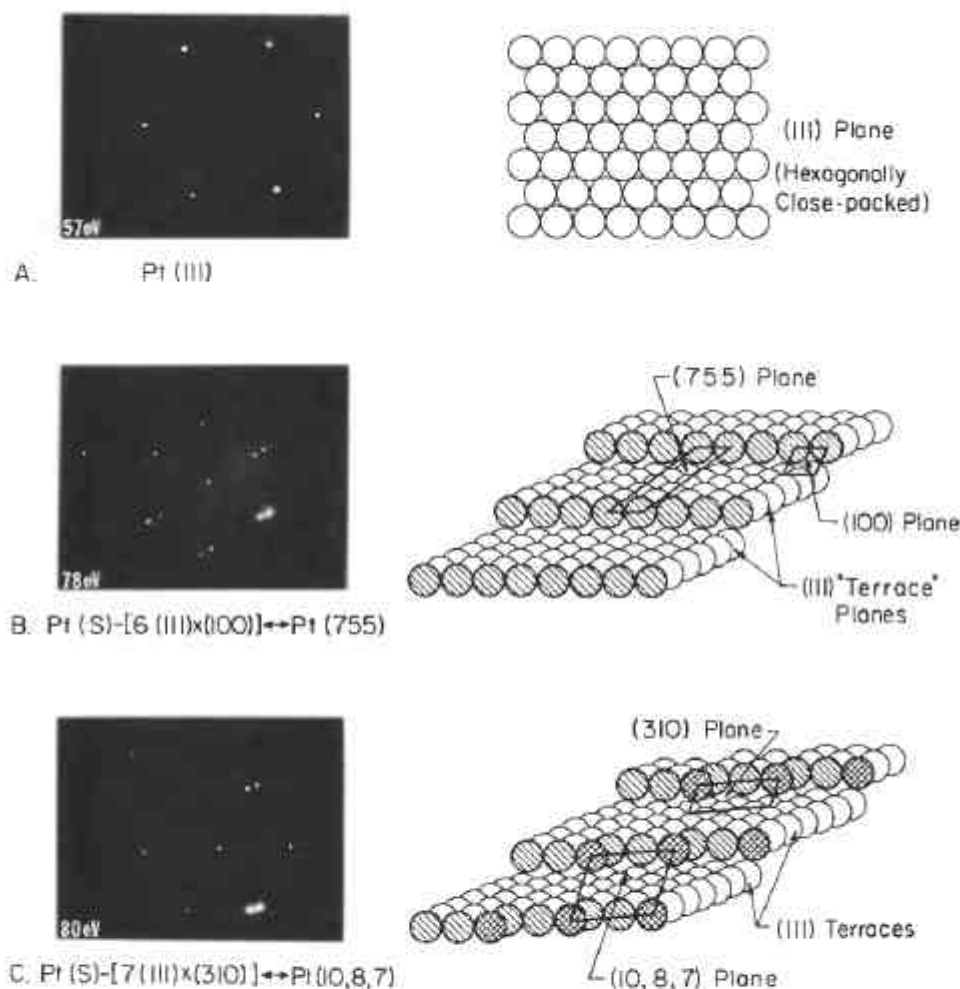 57eV
(111) Plane
(Hexagonally
Close-packed)
A. Pt (111)
(755) Plane
(100) Plane
(111)"Terrace"
Planes
78eV
B. Pt (S)-[6 (111)x(100)]↔Pt (755)
(310) Plane
(111) Terraces
80eV
(10, 8, 7) Plane
C. Pt (S)-[7 (111)x(310)]↔Pt(10,8,7)